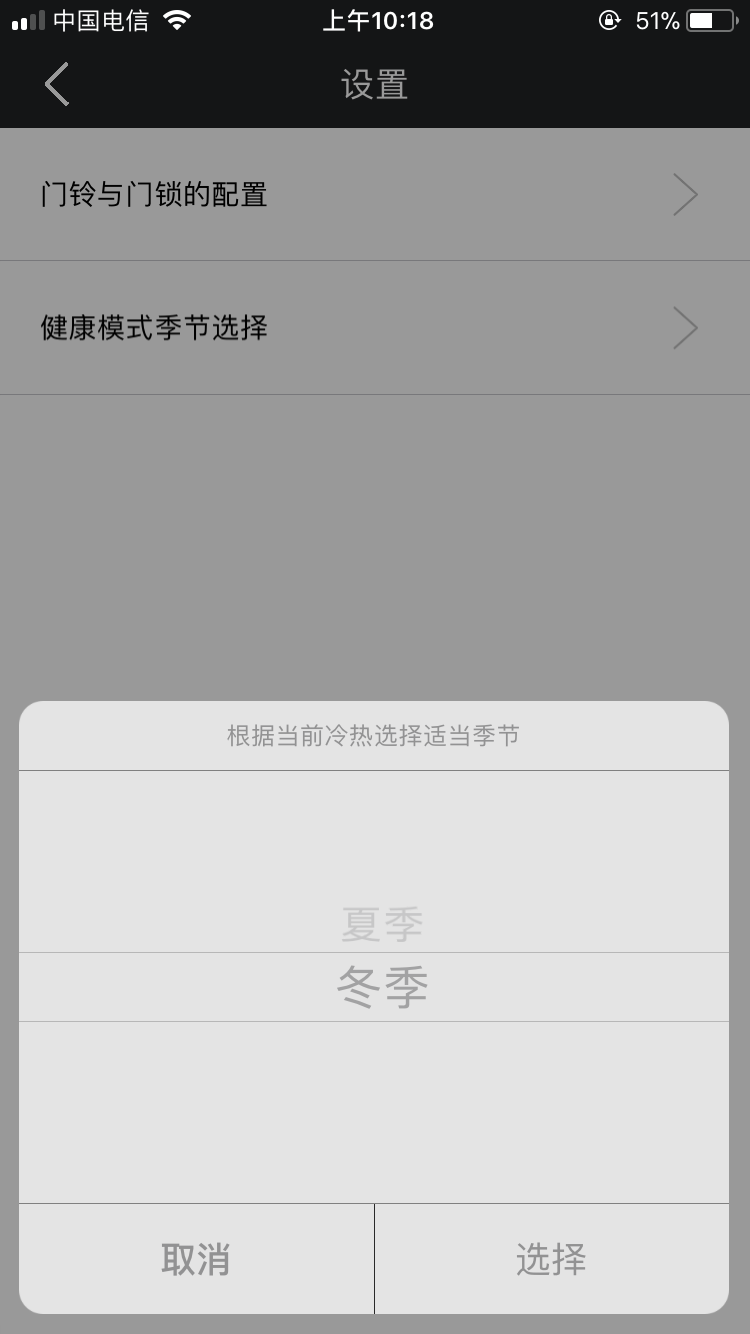 中国电信 上午10:18 51%
设置
门铃与门锁的配置
健康模式季节选择
根据当前冷热选择适当季节
夏季
冬季
取消 选择